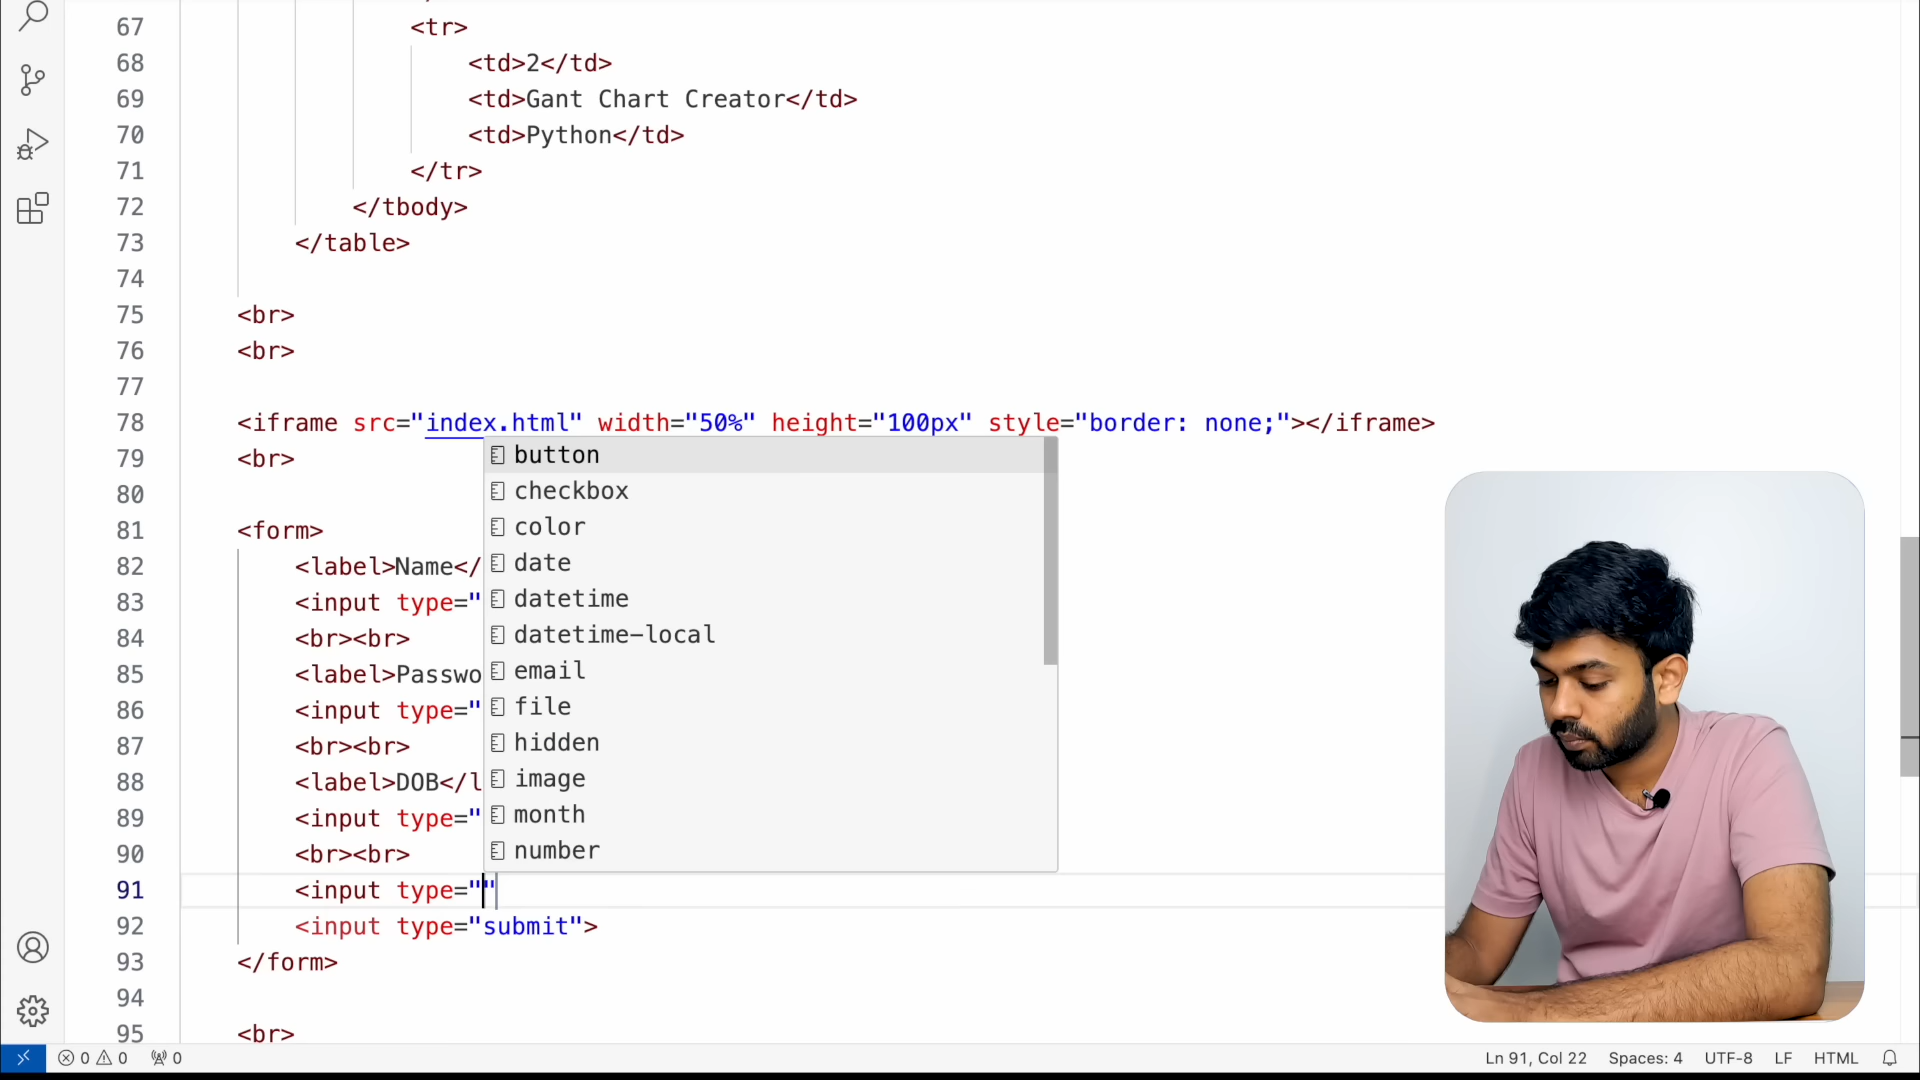 67 <tr>
68 <td>2</td>
69 <td>Gant Chart Creator</td>
70 <td>Python</td>
71 </tr>
72 </tbody>
73 </table>
74
75 <br>
76 <br>
77
78 <iframe src="index.html" width="50%" height="100px" style="border: none;"></iframe>
79 <br>
80
81 <form>
82 <label>Name</
83 <input type="
84 <br><br>
85 <label>Passwo
86 <input type="
87 <br><br>
88 <label>DOB</l
89 <input type="
90 <br><br>
91 <input type=""
92 <input type="submit">
93 </form>
94
95 <br>
button
checkbox
color
date
datetime
datetime-local
email
file
hidden
image
month
number
0 0 0 Ln 91, Col 22 Spaces: 4 UTF-8 LF HTML